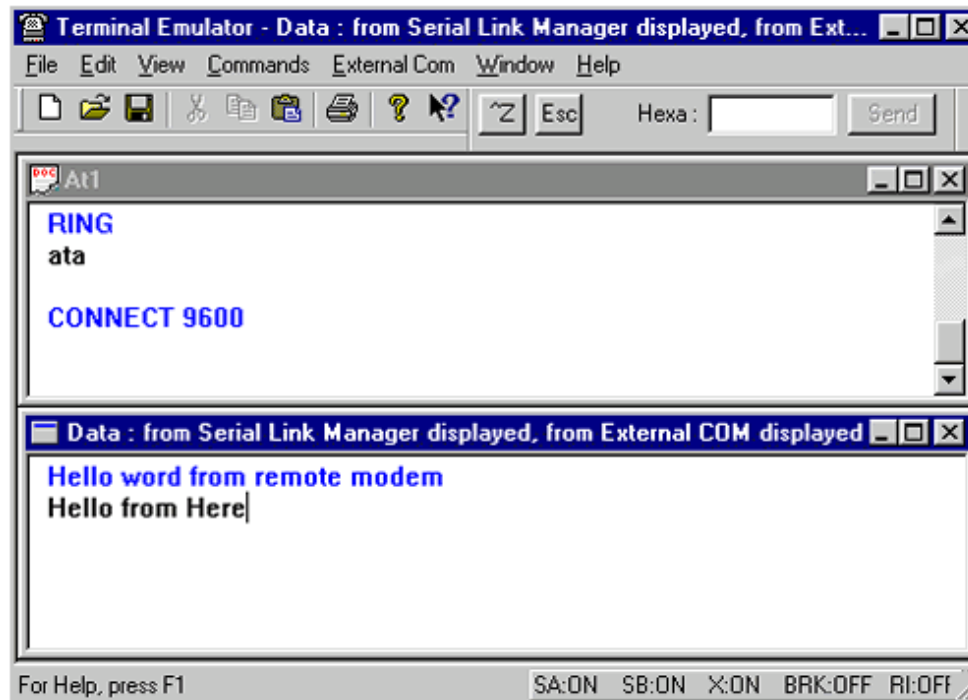 Terminal Emulator - Data : from Serial Link Manager displayed, from Ext...
File Edit View Commands External Com Window Help
^Z Esc Hexa : Send
DOC At1
RING
ata
CONNECT 9600
Data : from Serial Link Manager displayed, from External COM displayed
Hello word from remote modem
Hello from Here
For Help, press F1 SA:ON SB:ON X:ON BRK:OFF RI:OFF